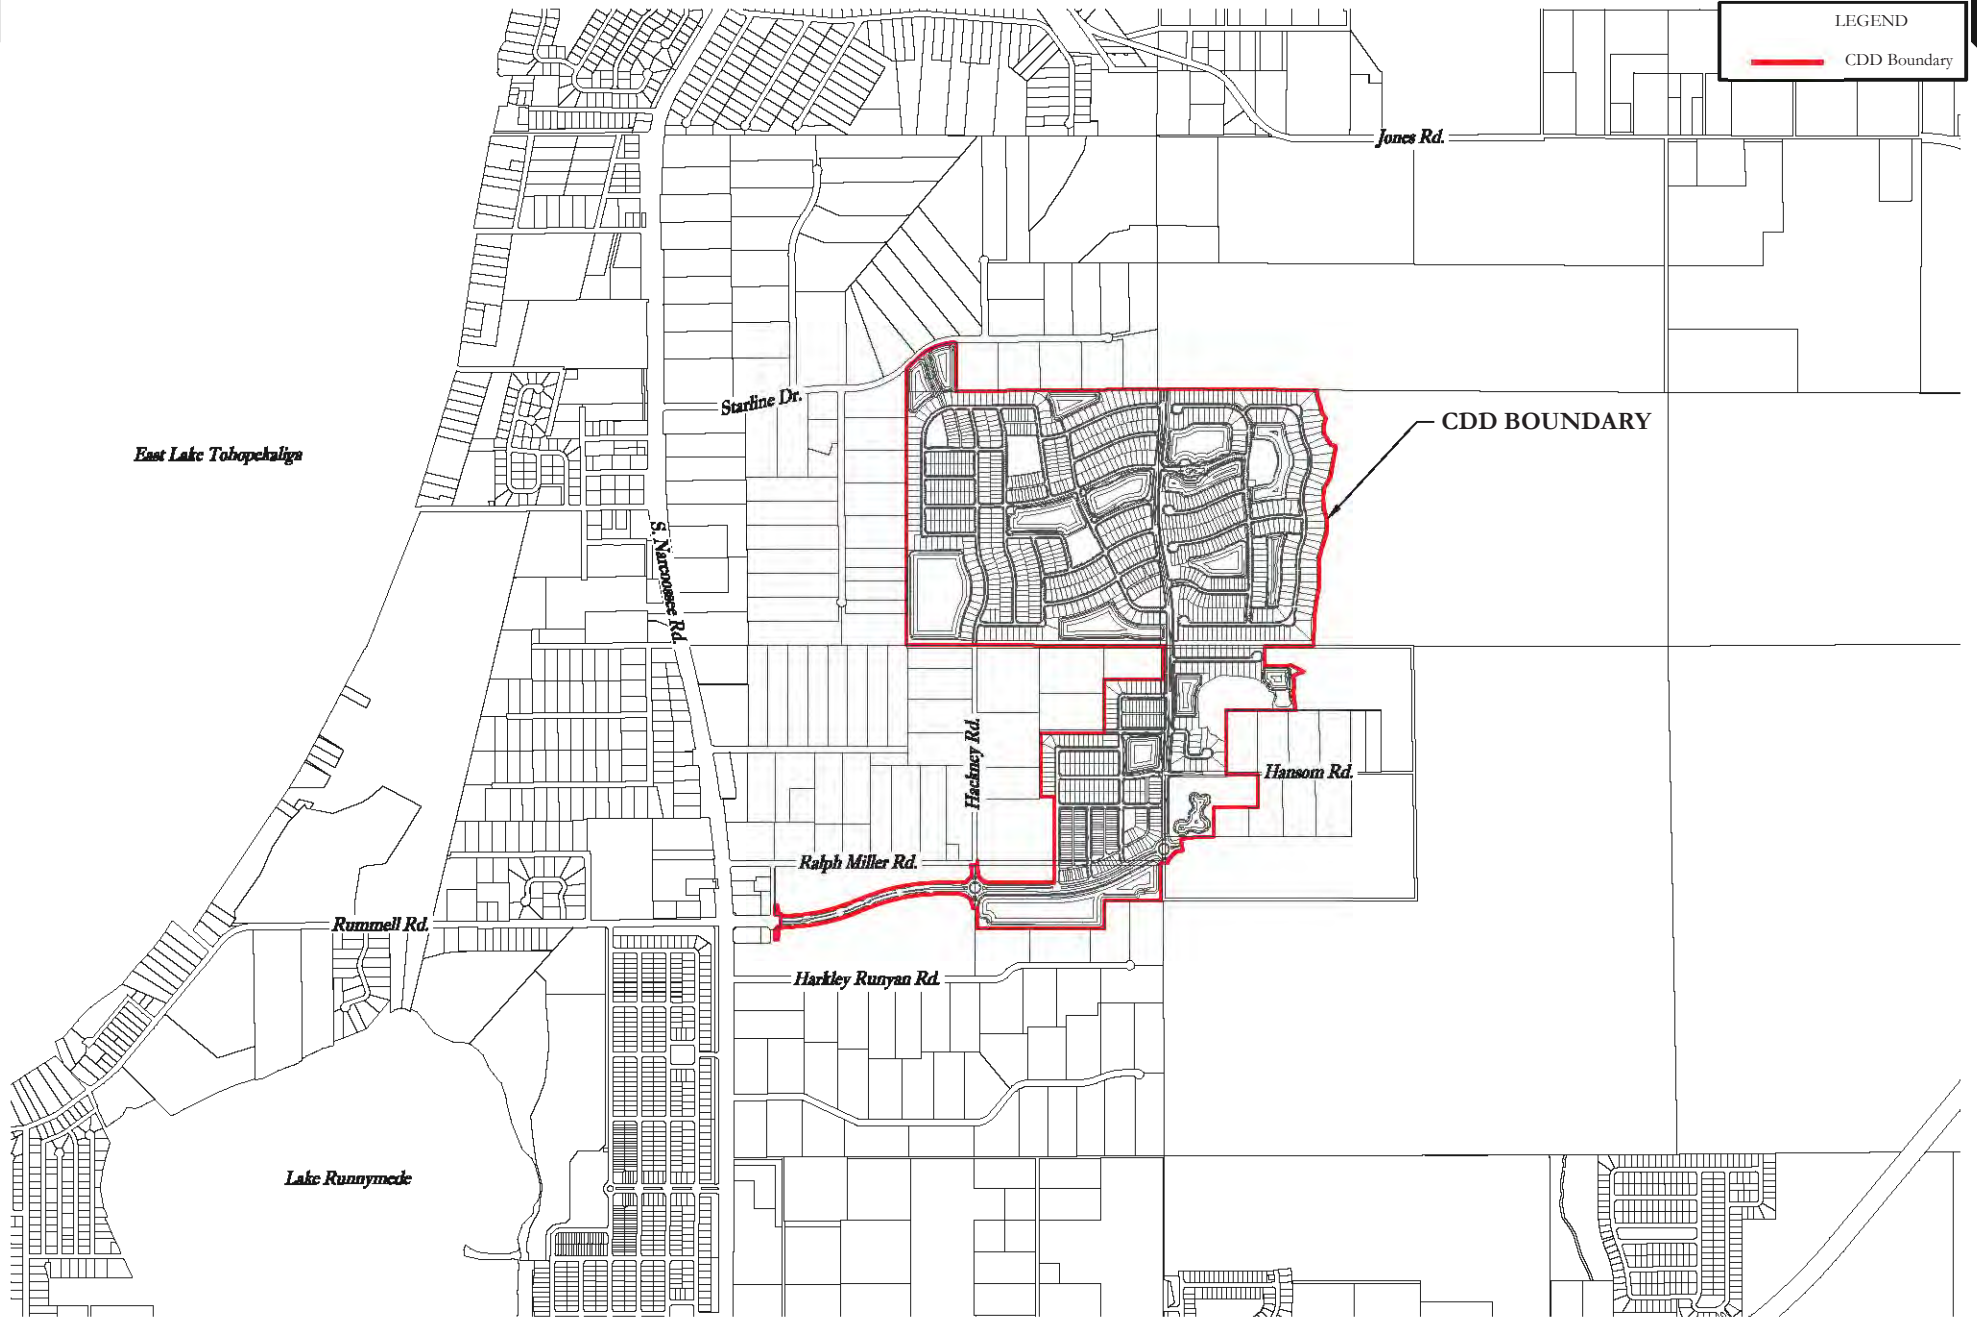 LEGEND
CDD Boundary
Jones Rd.
Starline Dr.
CDD BOUNDARY
East Lake Tohopekaliga
S. Narcoossee Rd.
Hackney Rd.
Hansom Rd.
Ralph Miller Rd.
Rummell Rd.
Harkley Runyan Rd.
Lake Runnymede